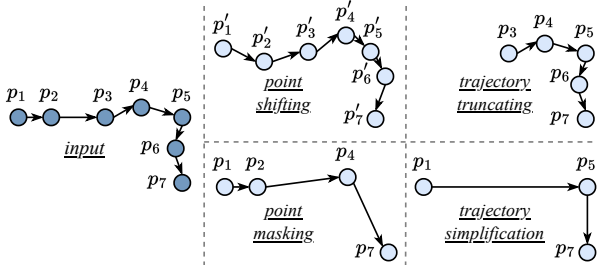 p1 p2 p3 p4 p5
p6
p7
input
p'1 p'2 p'3 p'4 p'5
p'6
p'7
point
shifting
p3 p4 p5
p6
p7
trajectory
truncating
p1 p2 p4
p7
point
masking
p1 p5
p7
trajectory
simplification